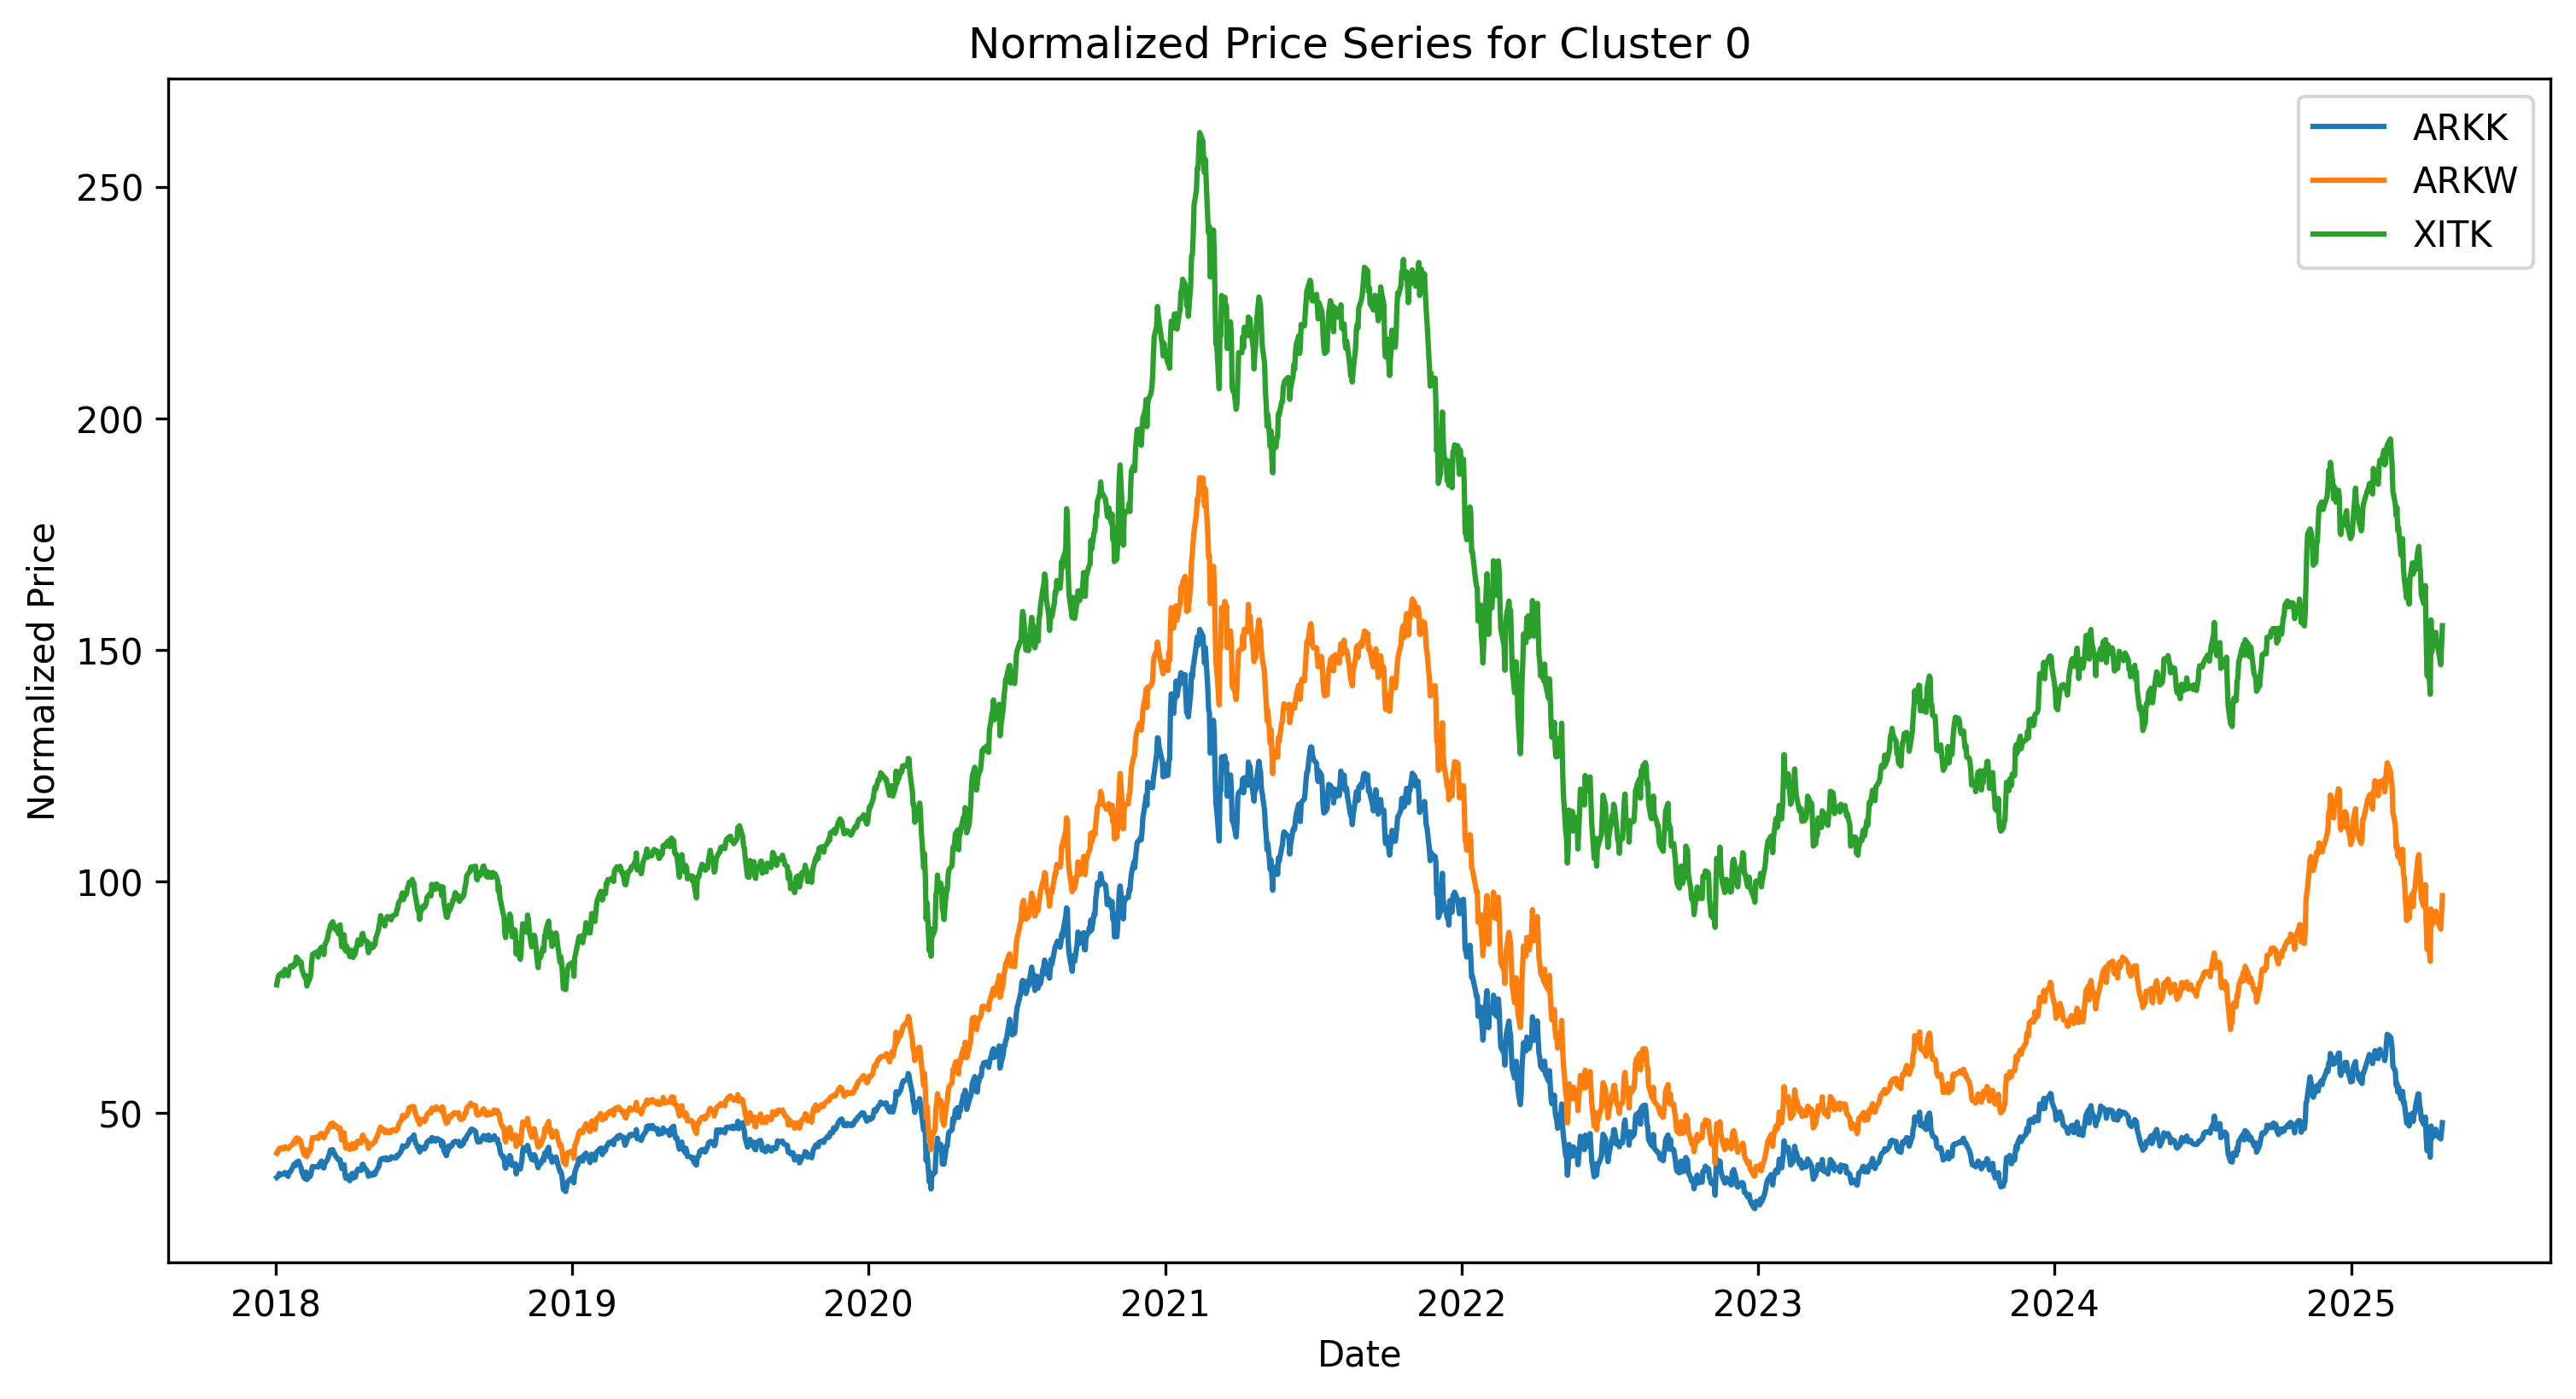 Normalized Price Series for Cluster 0
ARKK
ARKW
XITK
Normalized Price
250
200
150
100
50
2018 2019 2020 2021 2022 2023 2024 2025
Date